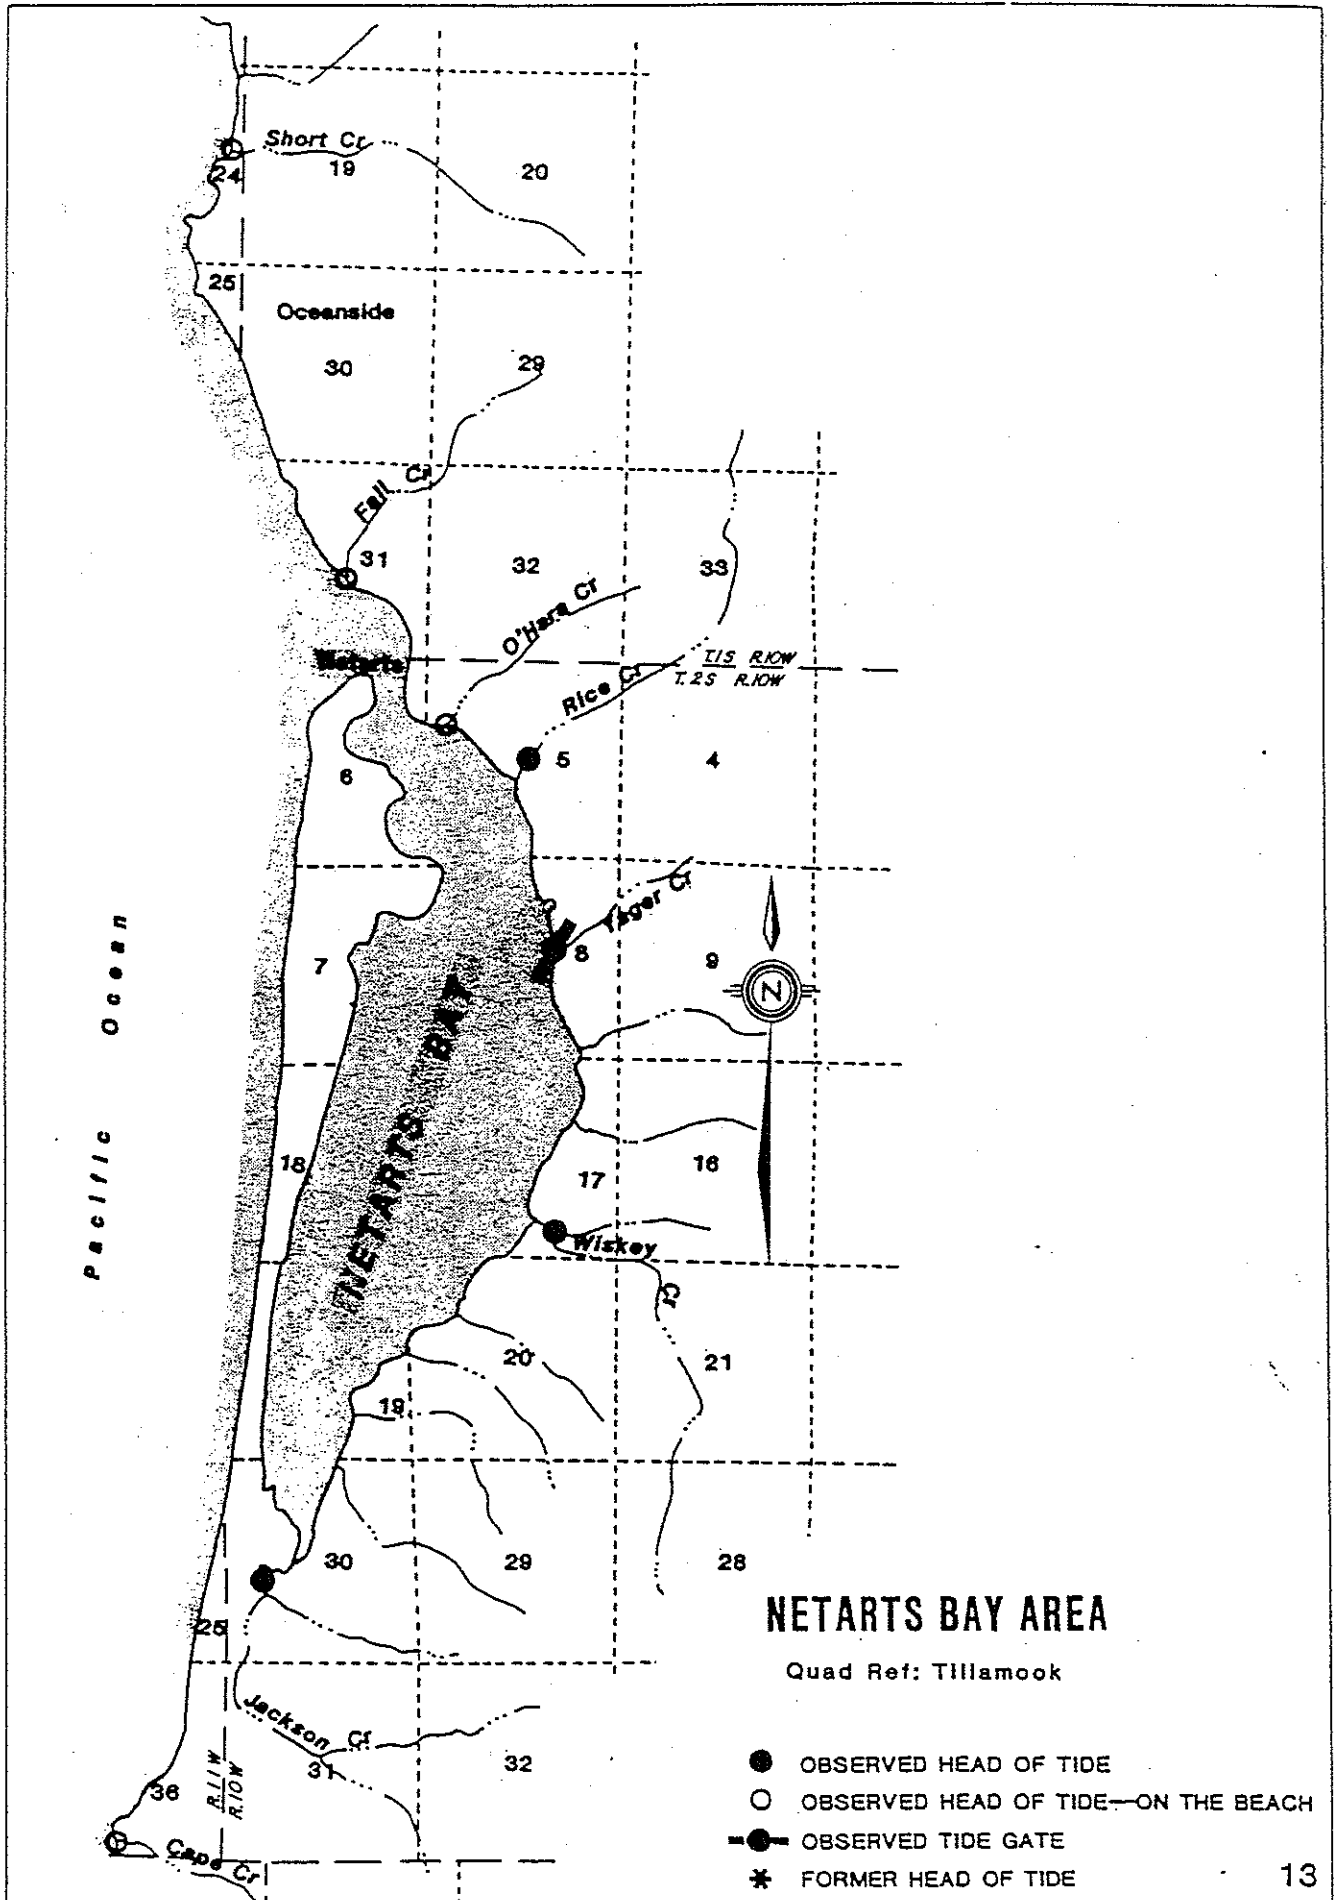 Short Cr
24
19
20
25
Oceanside
30
29
Fall Cr
31
32
33
O'Hara Cr
Netarts
T.1S R.10W
T.2S R.10W
Rice Cr
5
4
6
Yager Cr
8
9
7
N
Pacific Ocean
NETARTS BAY
18
17
16
Wiskey Cr
20
21
19
30
29
28
25
NETARTS BAY AREA
Quad Ref: Tillamook
Jackson Cr
31
32
R.11W
R.10W
36
Cape Cr
OBSERVED HEAD OF TIDE
OBSERVED HEAD OF TIDE—ON THE BEACH
OBSERVED TIDE GATE
FORMER HEAD OF TIDE
13